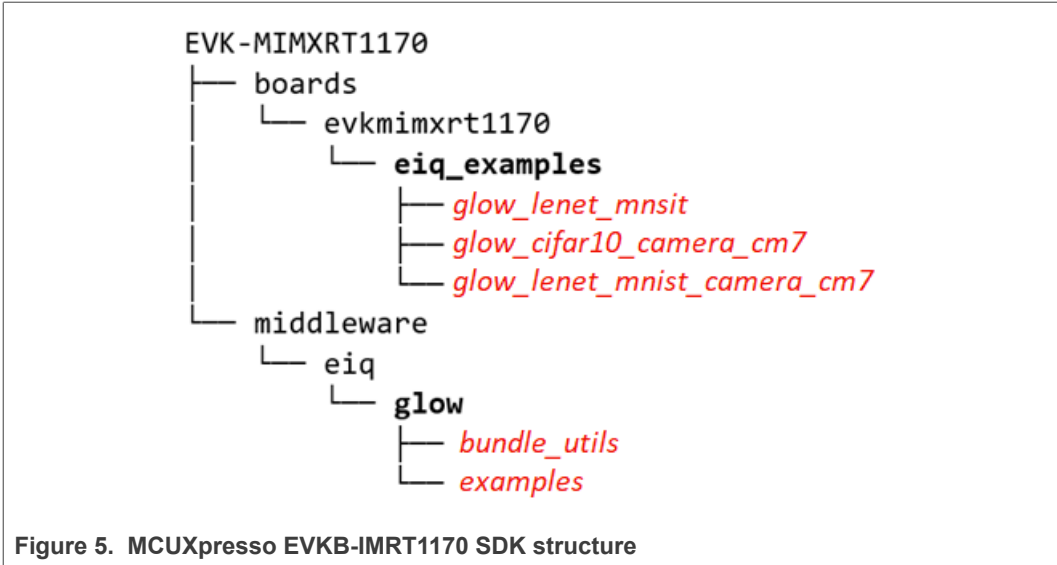 EVK-MIMXRT1170
├── boards
│   └── evkmimxrt1170
│       └── eiq_examples
│           ├── glow_lenet_mnsit
│           ├── glow_cifar10_camera_cm7
│           └── glow_lenet_mnist_camera_cm7
└── middleware
    └── eiq
        └── glow
            ├── bundle_utils
            └── examples
Figure 5. MCUXpresso EVKB-IMRT1170 SDK structure